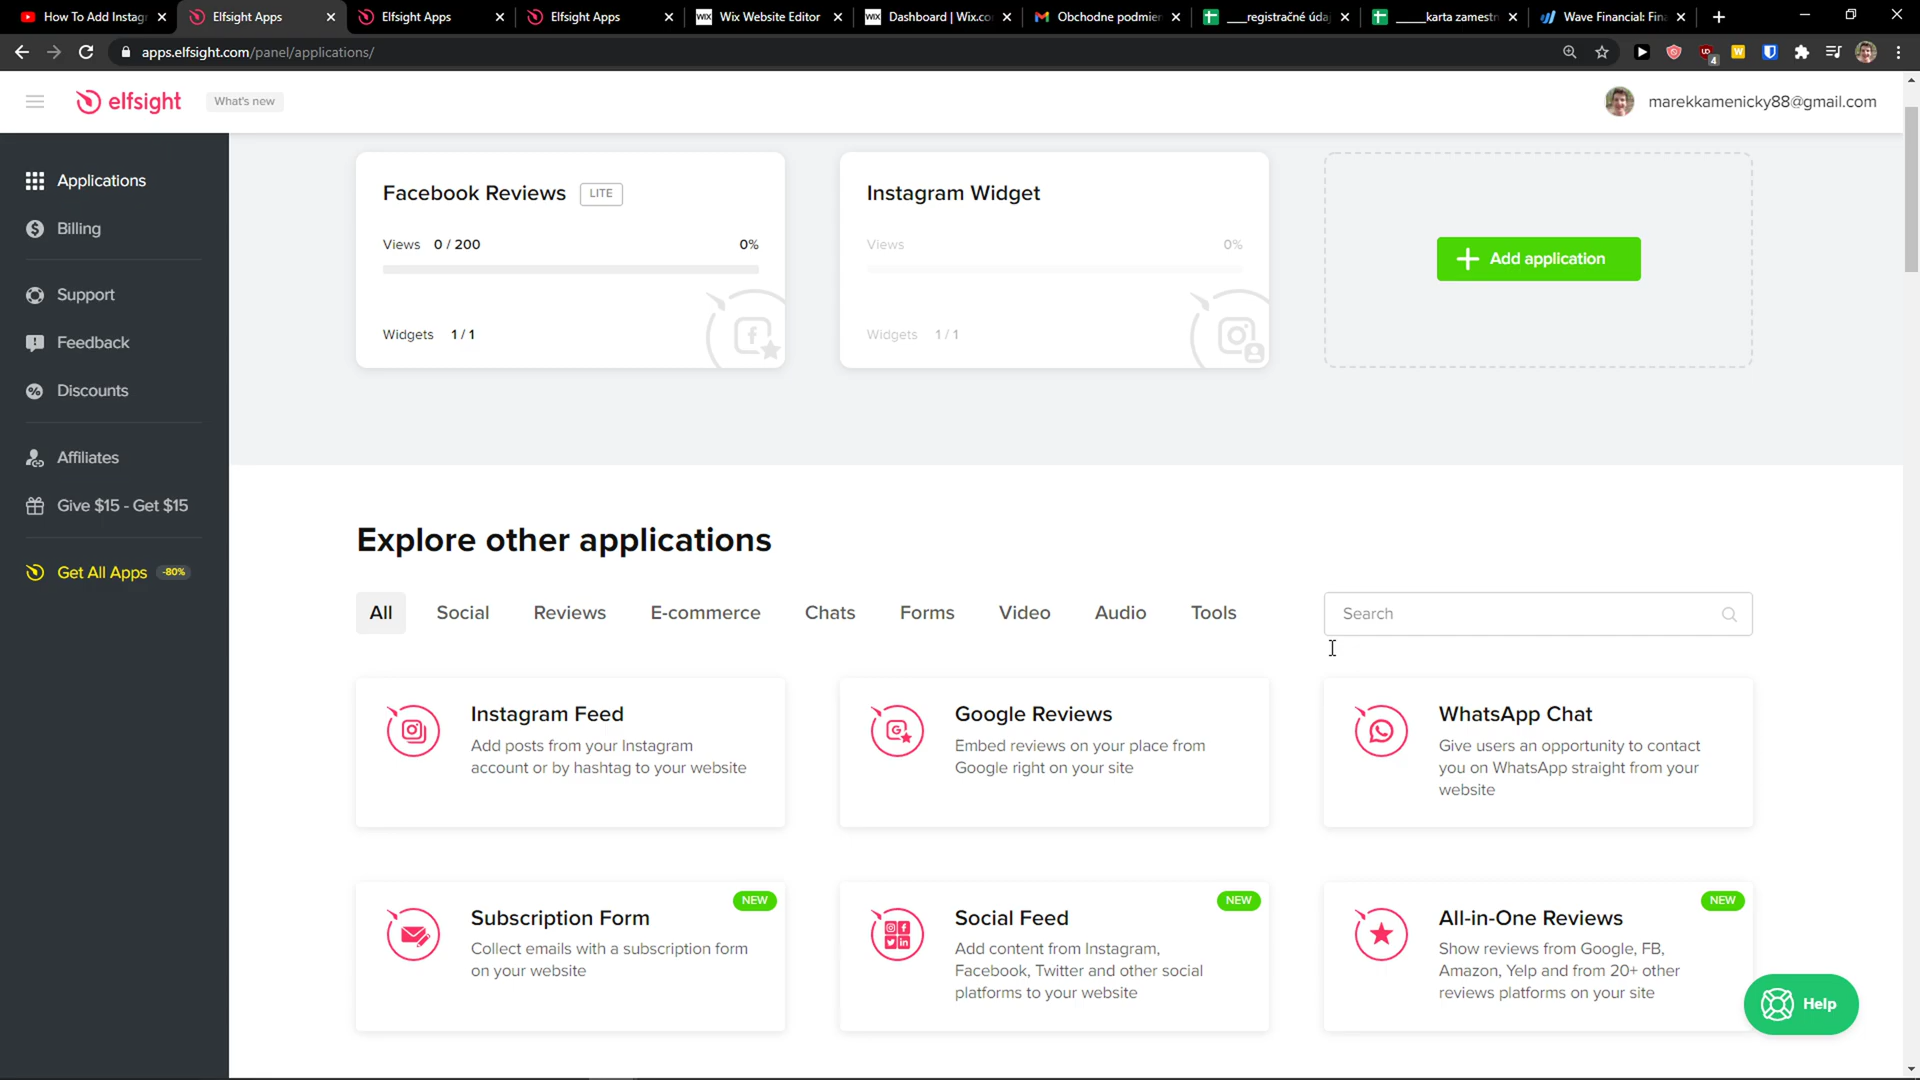 How To Add Instagr
Elfsight Apps
Elfsight Apps
Elfsight Apps
WIX
Wix Website Editor
WIX
Dashboard | Wix.co
Obchodne podmie
___registračné úda
_____karta zamestn
Wave Financial: Fin
apps.elfsight.com/panel/applications/
4
W
elfsight
What's new
marekkamenicky88@gmail.com
Applications
Billing
Support
Feedback
Discounts
Affiliates
Give $15 - Get $15
Get All Apps -80%
Facebook Reviews LITE
Views 0 / 200 0%
Widgets 1 / 1
Instagram Widget
Views 0%
Widgets 1 / 1
Add application
Explore other applications
All Social Reviews E-commerce Chats Forms Video Audio Tools
Search
Instagram Feed
Add posts from your Instagram
account or by hashtag to your website
Google Reviews
Embed reviews on your place from
Google right on your site
WhatsApp Chat
Give users an opportunity to contact
you on WhatsApp straight from your
website
NEW
Subscription Form
Collect emails with a subscription form
on your website
NEW
Social Feed
Add content from Instagram,
Facebook, Twitter and other social
platforms to your website
NEW
All-in-One Reviews
Show reviews from Google, FB,
Amazon, Yelp and from 20+ other
reviews platforms on your site
Help